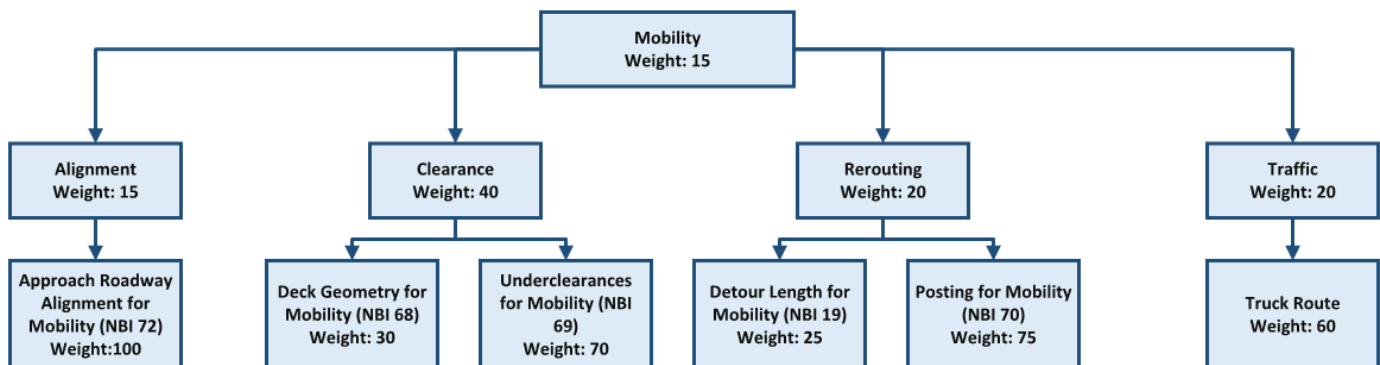 Mobility
Weight: 15
Alignment
Weight: 15
Clearance
Weight: 40
Rerouting
Weight: 20
Traffic
Weight: 20
Approach Roadway
Alignment for
Mobility (NBI 72)
Weight:100
Deck Geometry for
Mobility (NBI 68)
Weight: 30
Underclearances
for Mobility (NBI
69)
Weight: 70
Detour Length for
Mobility (NBI 19)
Weight: 25
Posting for Mobility
(NBI 70)
Weight: 75
Truck Route
Weight: 60